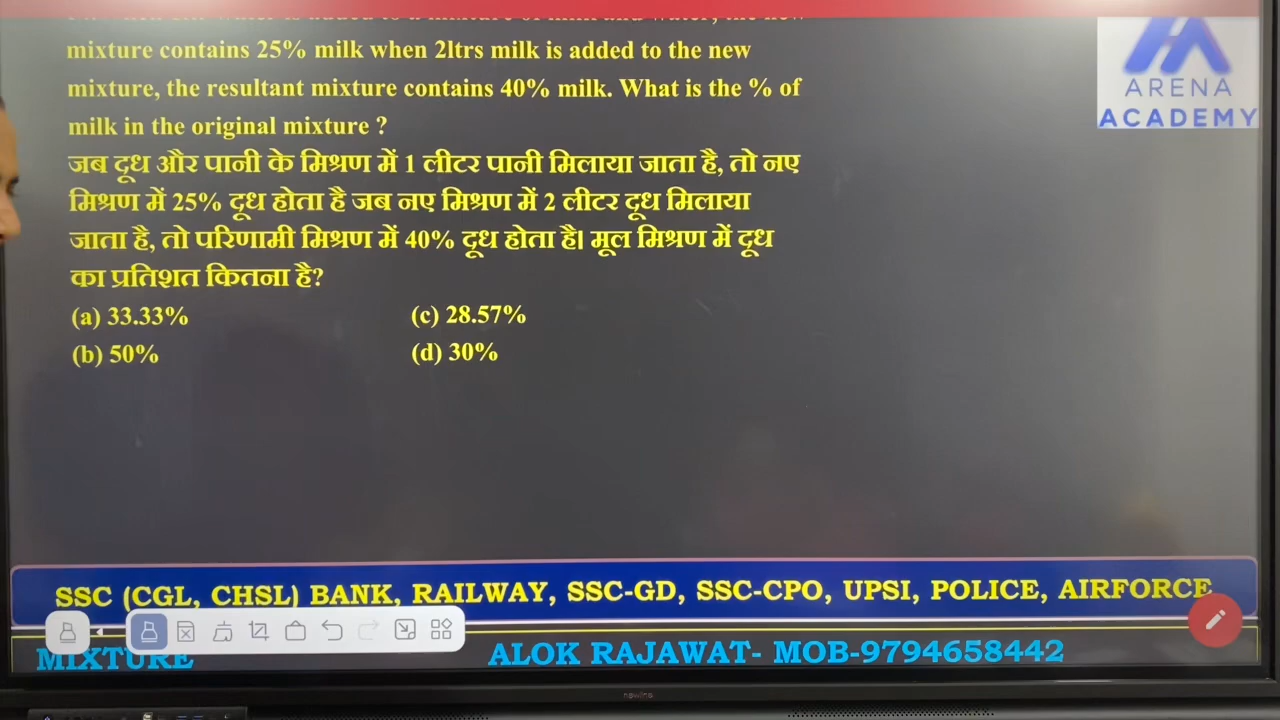 mixture contains 25% milk when 2ltrs milk is added to the new
mixture, the resultant mixture contains 40% milk. What is the % of
milk in the original mixture ?
जब दूध और पानी के मिश्रण में 1 लीटर पानी मिलाया जाता है, तो नए
मिश्रण में 25% दूध होता है जब नए मिश्रण में 2 लीटर दूध मिलाया
जाता है, तो परिणामी मिश्रण में 40% दूध होता है। मूल मिश्रण में दूध
का प्रतिशत कितना है?
(a) 33.33%
(c) 28.57%
(b) 50%
(d) 30%
ARENA
ACADEMY
SSC (CGL, CHSL) BANK, RAILWAY, SSC-GD, SSC-CPO, UPSI, POLICE, AIRFORCE
MIXTURE
ALOK RAJAWAT- MOB-9794658442